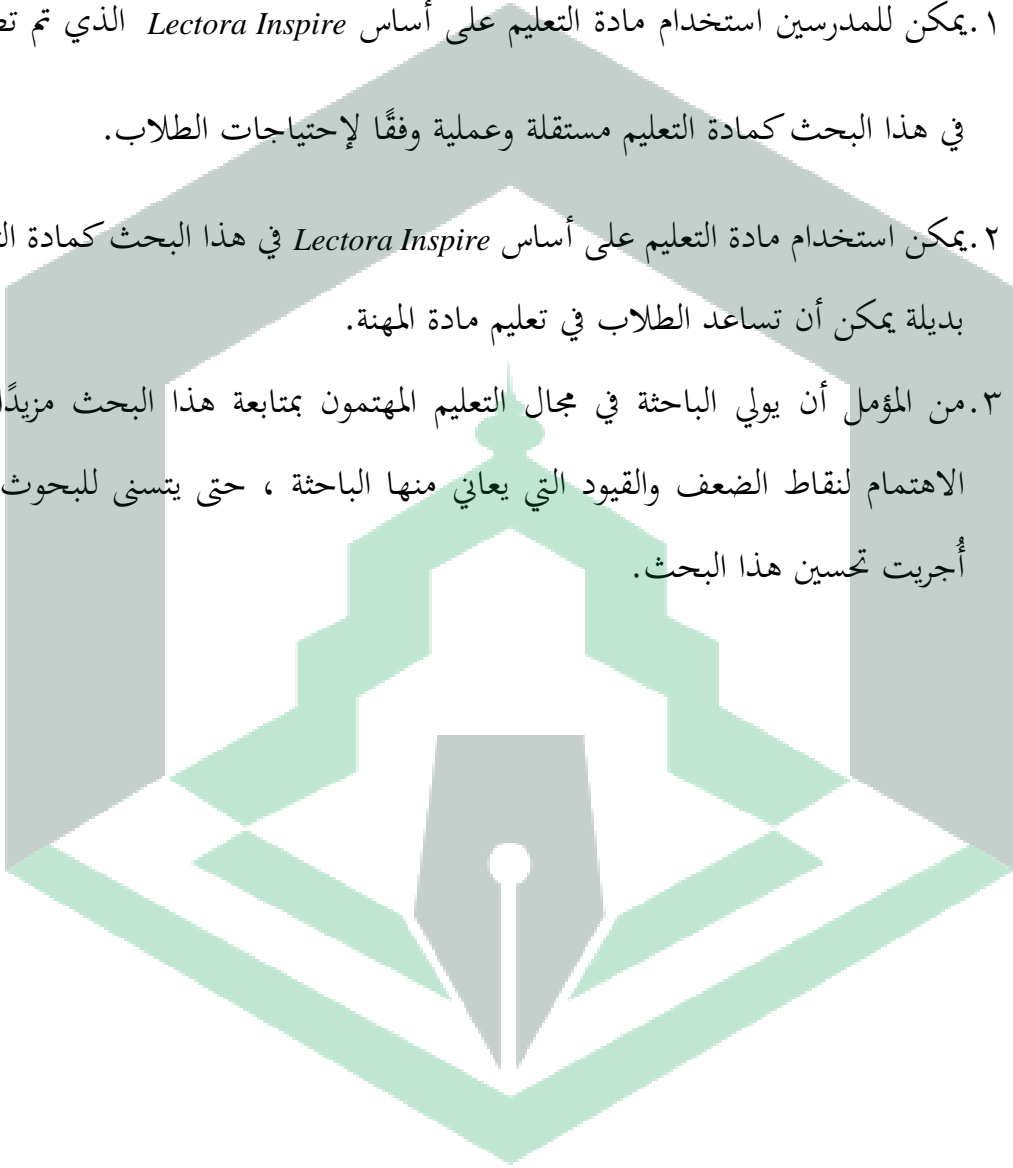 ١.يمكن للمدرسين استخدام مادة التعليم على أساس Lectora Inspire الذي تم
في هذا البحث كمادة التعليم مستقلة وعملية وفقًا لإحتياجات الطلاب.
٢.يمكن استخدام مادة التعليم على أساس Lectora Inspire في هذا البحث كمادة
بديلة يمكن أن تساعد الطلاب في تعليم مادة المهنة.
٣.من المؤمل أن يولي الباحثة في مجال التعليم المهتمون بمتابعة هذا البحث مزيدًا
الاهتمام لنقاط الضعف والقيود التي يعاني منها الباحثة ، حتى يتسنى للبحوث
أُجريت تحسين هذا البحث.